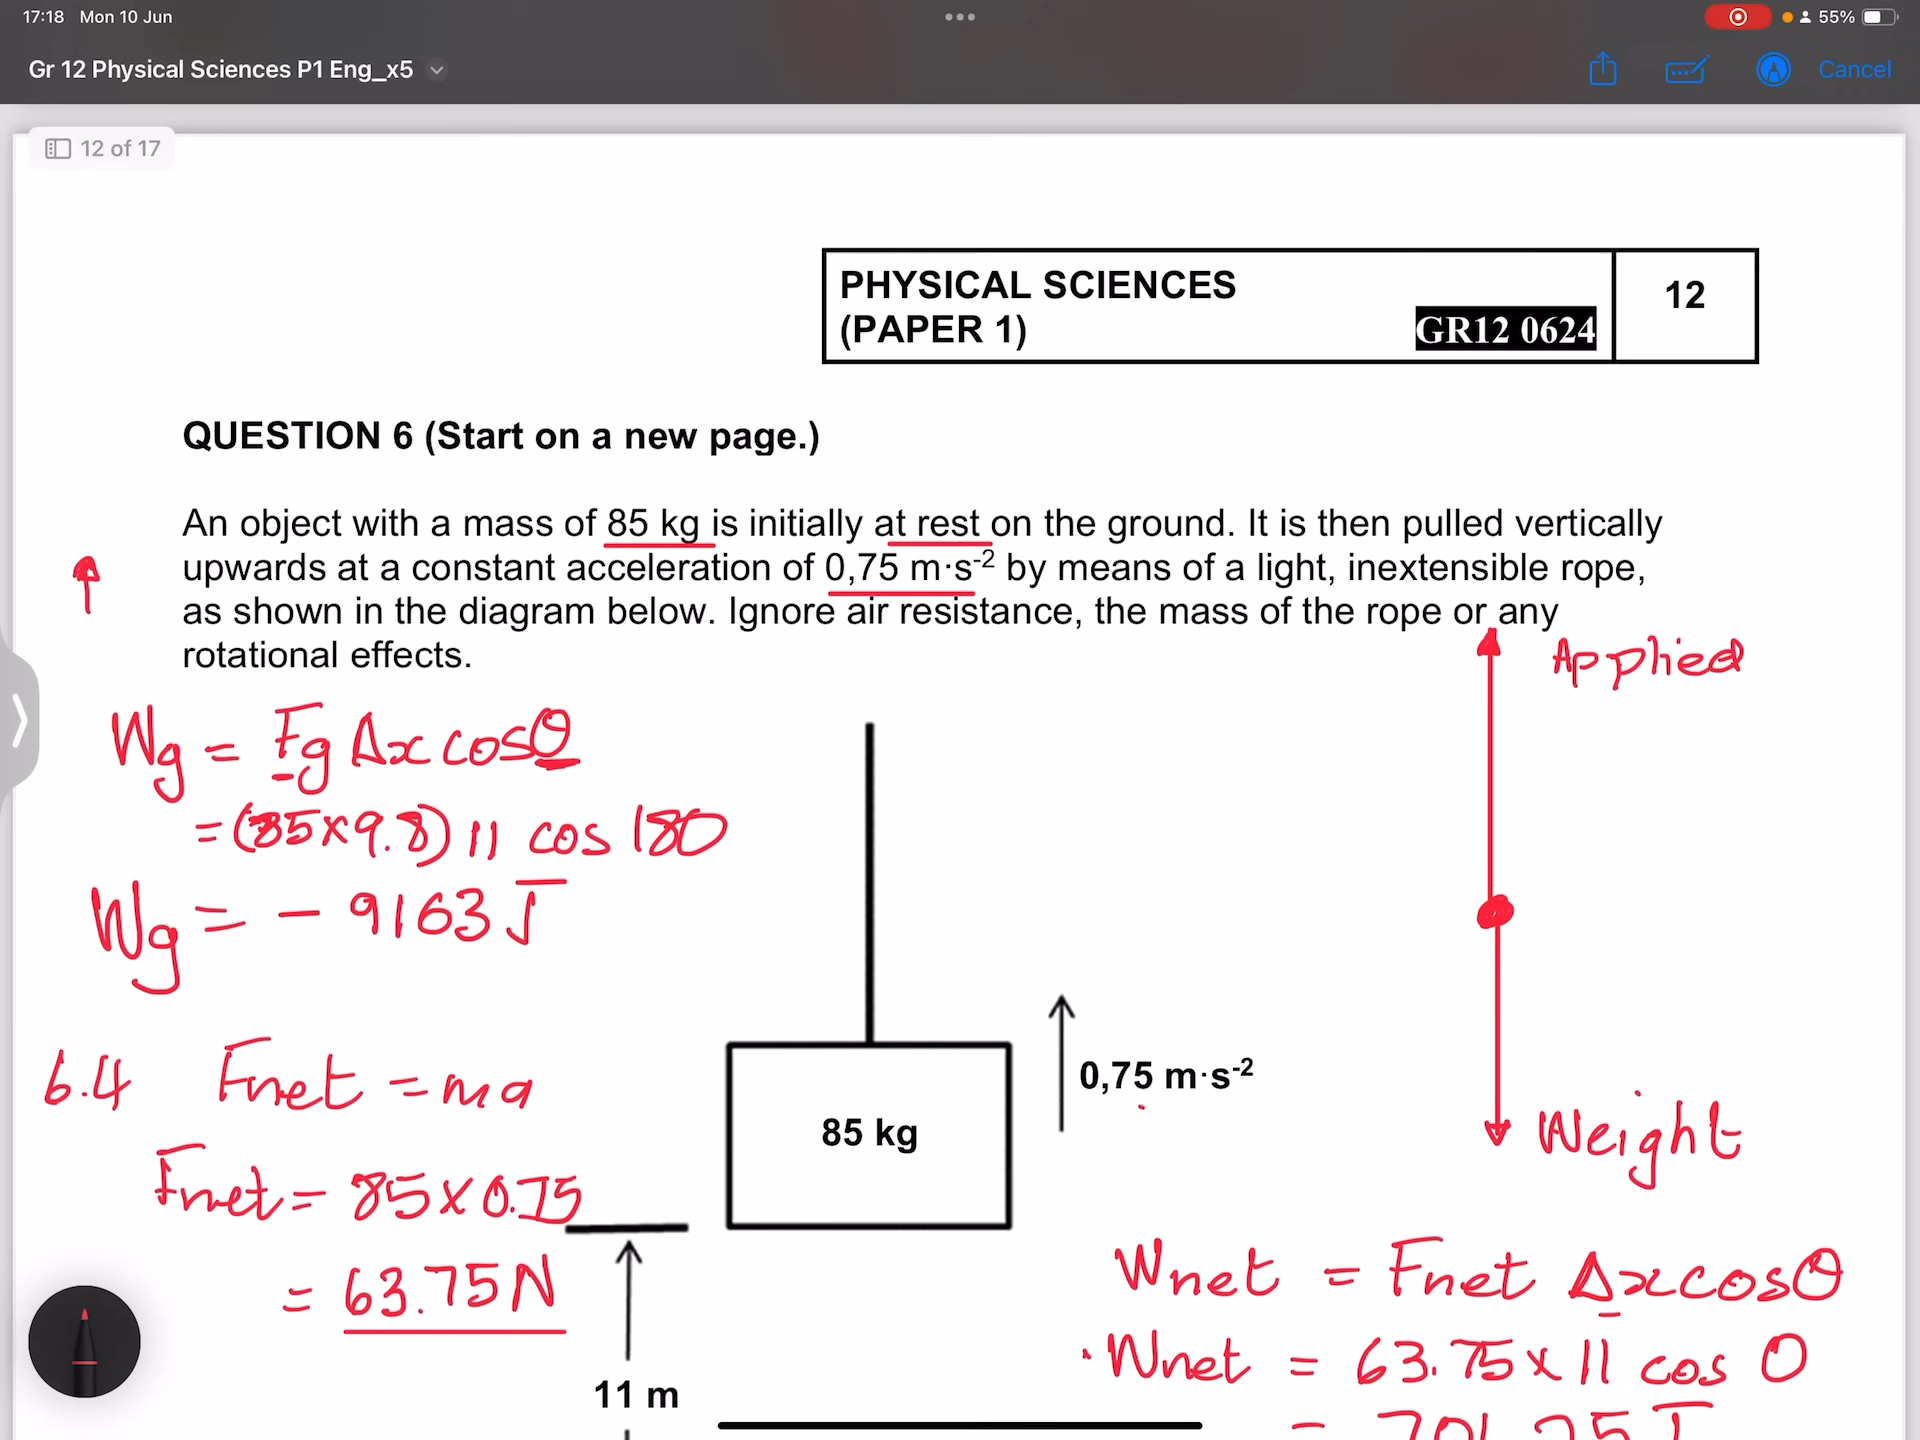 17:18 Mon 10 Jun
55%
Gr 12 Physical Sciences P1 Eng_x5
Cancel
12 of 17
PHYSICAL SCIENCES
(PAPER 1)
GR12 0624
12
QUESTION 6 (Start on a new page.)
An object with a mass of 85 kg is initially at rest on the ground. It is then pulled vertically
upwards at a constant acceleration of 0,75 m·s-2 by means of a light, inextensible rope,
as shown in the diagram below. Ignore air resistance, the mass of the rope or any
rotational effects.
Applied
Wg = Fg Δx cosθ
= (85×9.8) 11 cos 180
Wg = - 9163 J
6.4 Fnet = ma
Fnet = 85 × 0.75
= 63.75 N
85 kg
0,75 m·s-2
Weight
11 m
Wnet = Fnet Δx cosθ
Wnet = 63.75 × 11 cos 0
= 701.25 J